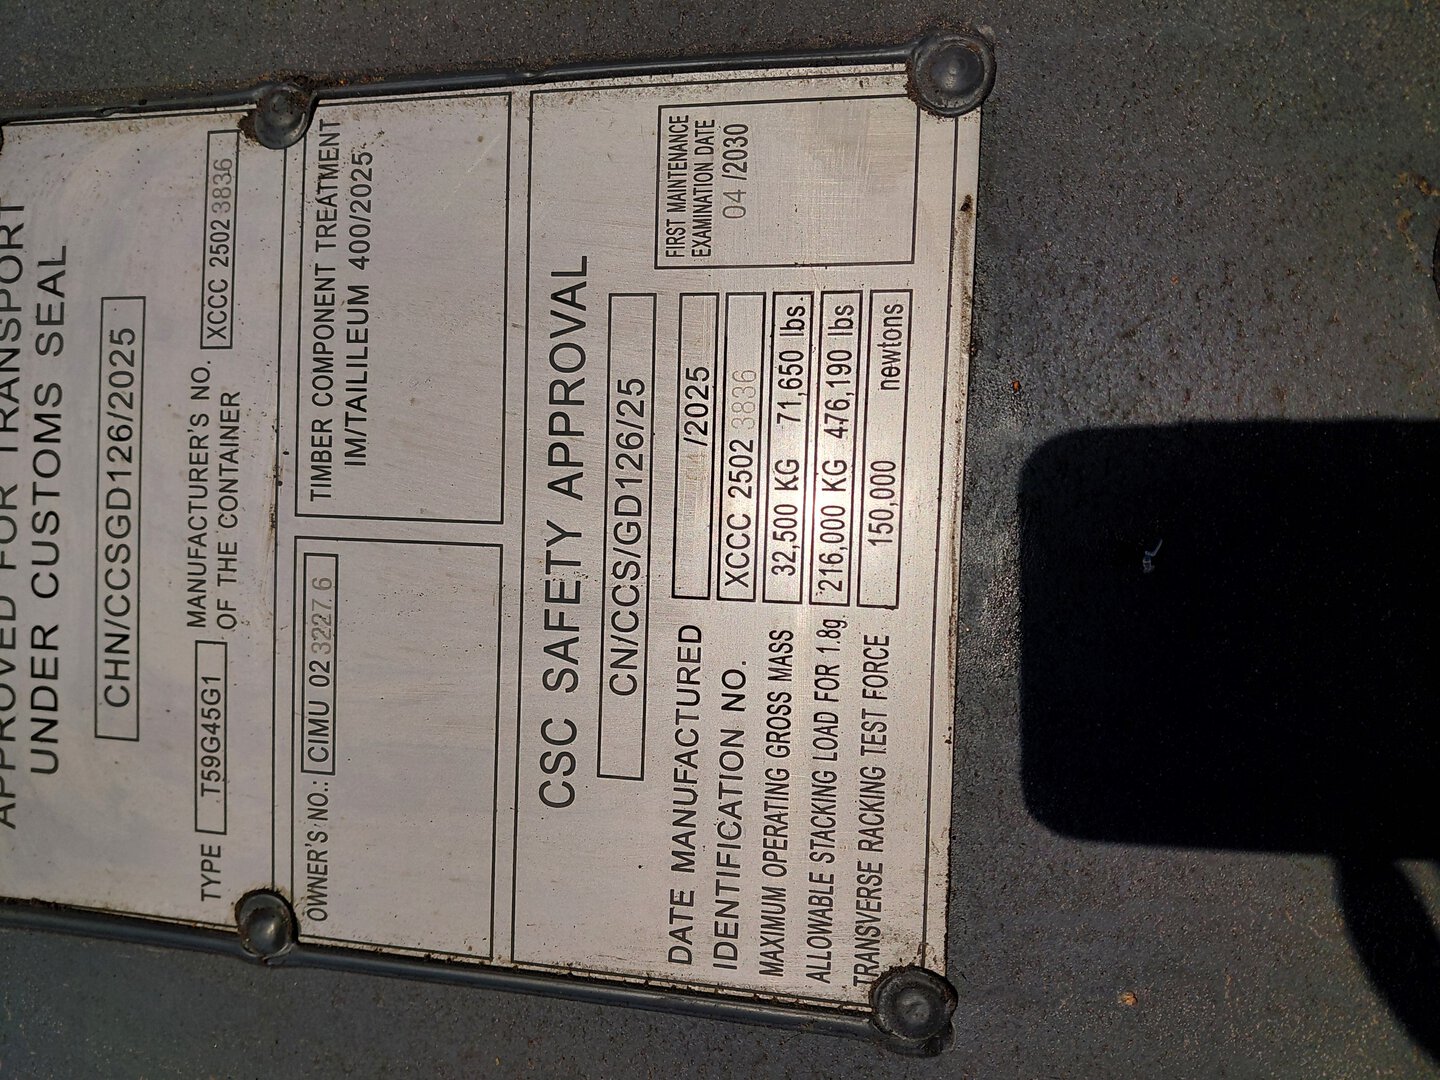 APPROVED FOR TRANSPORT
UNDER CUSTOMS SEAL
CHN/CCSGD126/2025
TYPE T59G45G1 MANUFACTURER'S NO. OF THE CONTAINER XCCC 2502 3836
OWNER'S NO.: CIMU 02 3227 6
TIMBER COMPONENT TREATMENT
IM/TAILILEUM 400/2025
CSC SAFETY APPROVAL
CN/CCS/GD126/25
DATE MANUFACTURED /2025
IDENTIFICATION NO. XCCC 2502 3836
MAXIMUM OPERATING GROSS MASS 32,500 KG 71,650 lbs.
ALLOWABLE STACKING LOAD FOR 1.8g 216,000 KG 476,190 lbs
TRANSVERSE RACKING TEST FORCE 150,000 newtons
FIRST MAINTENANCE
EXAMINATION DATE
04 /2030